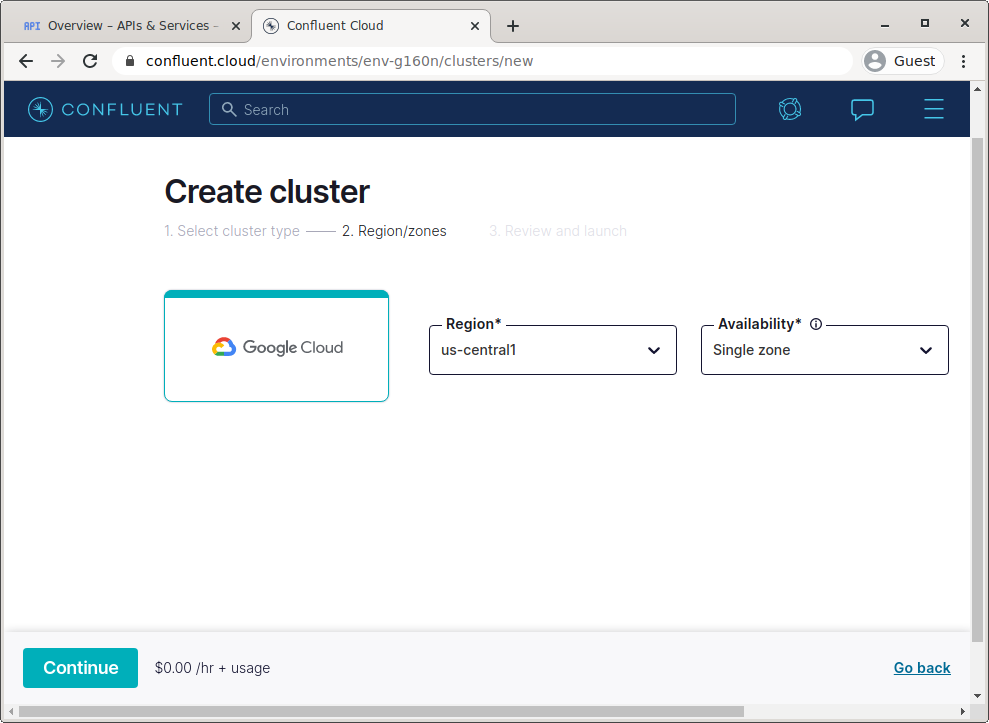 API Overview – APIs & Services –
Confluent Cloud
confluent.cloud/environments/env-g160n/clusters/new
Guest
CONFLUENT
Search
Create cluster
1. Select cluster type
2. Region/zones
3. Review and launch
Google Cloud
Region*
us-central1
Availability*
Single zone
Continue
$0.00 /hr + usage
Go back